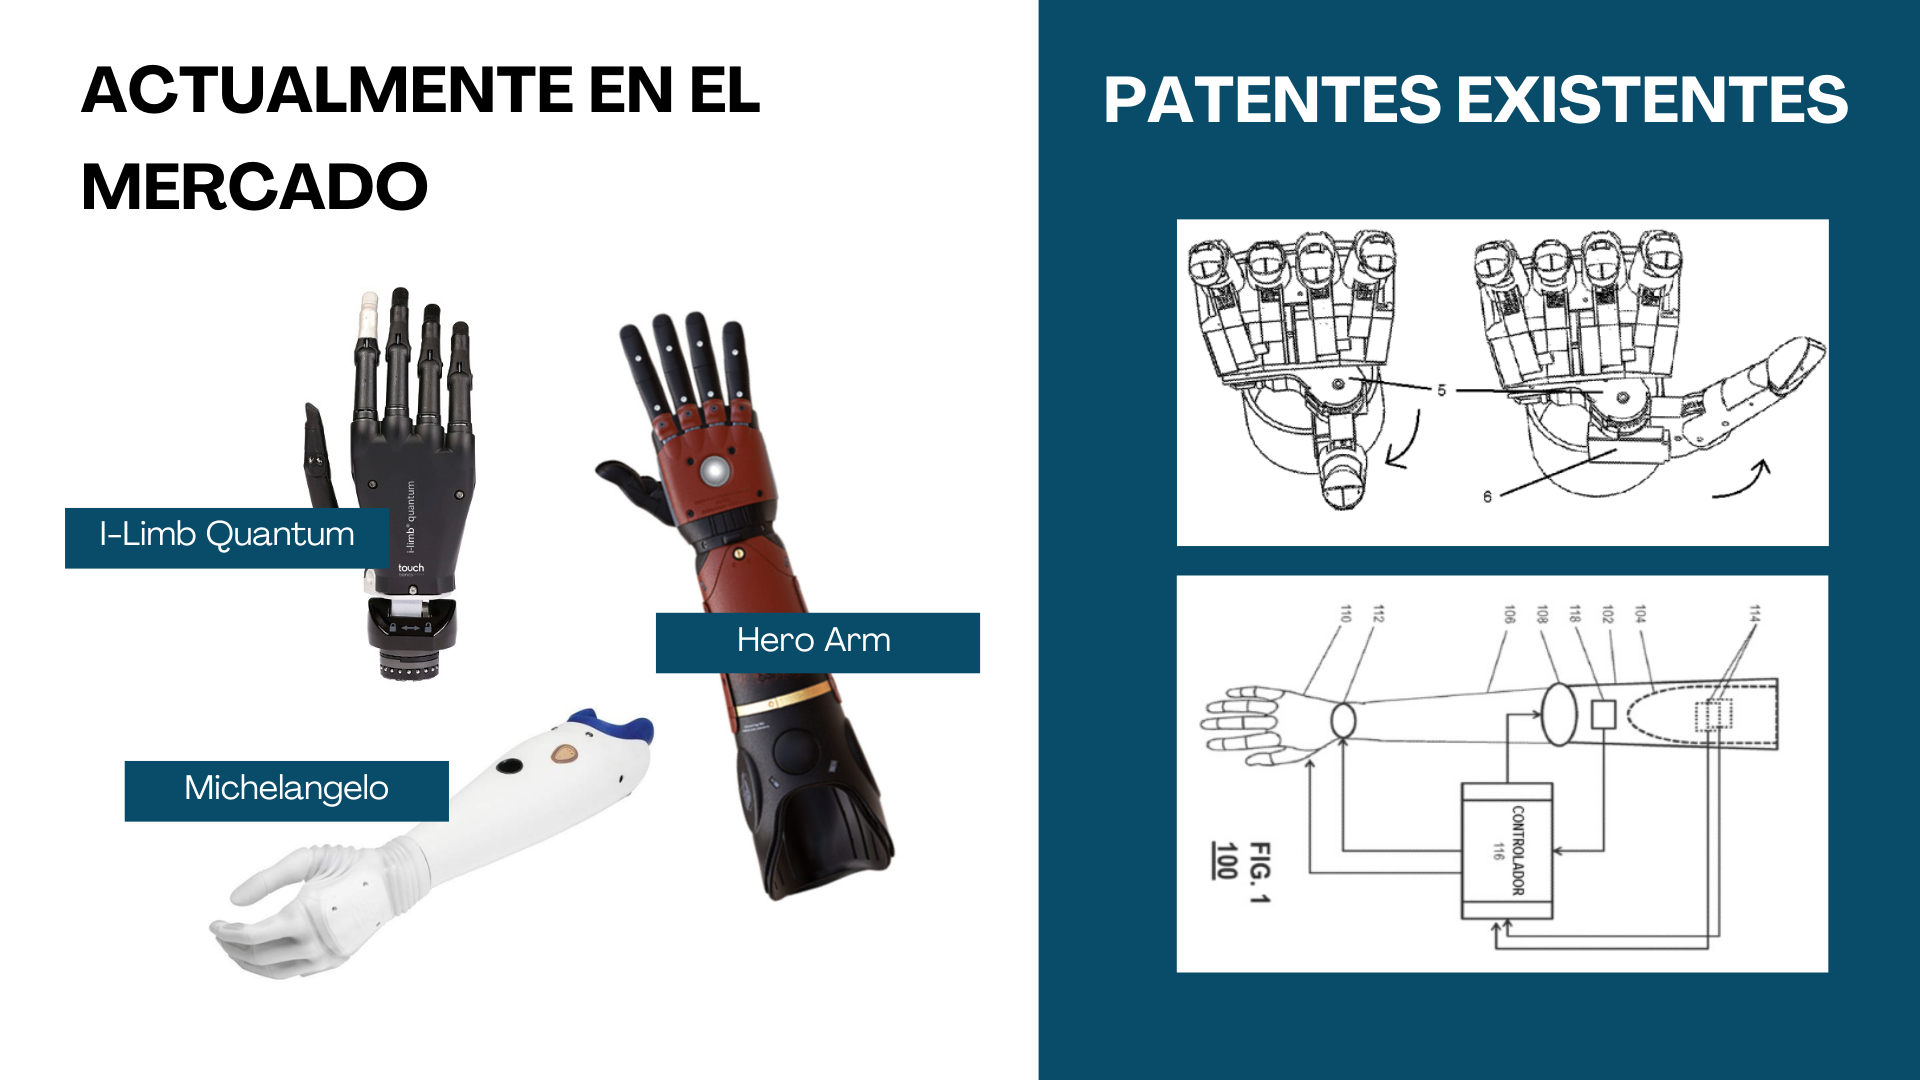 ACTUALMENTE EN EL
MERCADO
i-limb® quantum
touch
I-Limb Quantum
Hero Arm
Michelangelo
PATENTES EXISTENTES
5
6
110
112
106
108
118
102
104
114
CONTROLADOR
116
FIG. 1
100